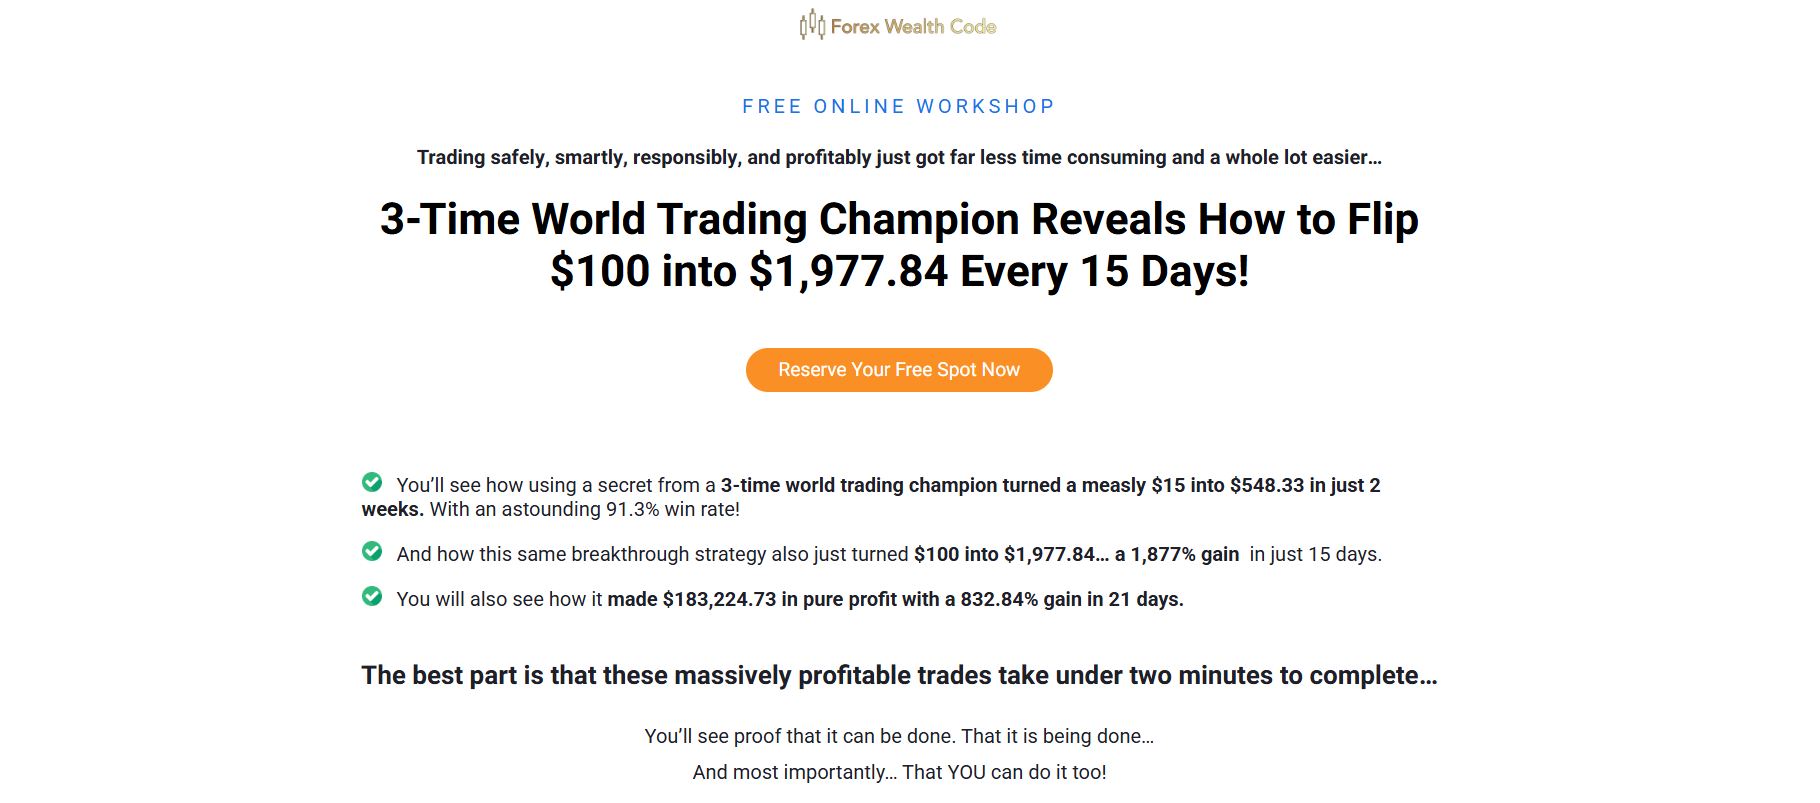 Forex Wealth Code
FREE ONLINE WORKSHOP
Trading safely, smartly, responsibly, and profitably just got far less time consuming and a whole lot easier…
3-Time World Trading Champion Reveals How to Flip
$100 into $1,977.84 Every 15 Days!
Reserve Your Free Spot Now
You’ll see how using a secret from a 3-time world trading champion turned a measly $15 into $548.33 in just 2
weeks. With an astounding 91.3% win rate!
And how this same breakthrough strategy also just turned $100 into $1,977.84… a 1,877% gain in just 15 days.
You will also see how it made $183,224.73 in pure profit with a 832.84% gain in 21 days.
The best part is that these massively profitable trades take under two minutes to complete…
You’ll see proof that it can be done. That it is being done…
And most importantly… That YOU can do it too!